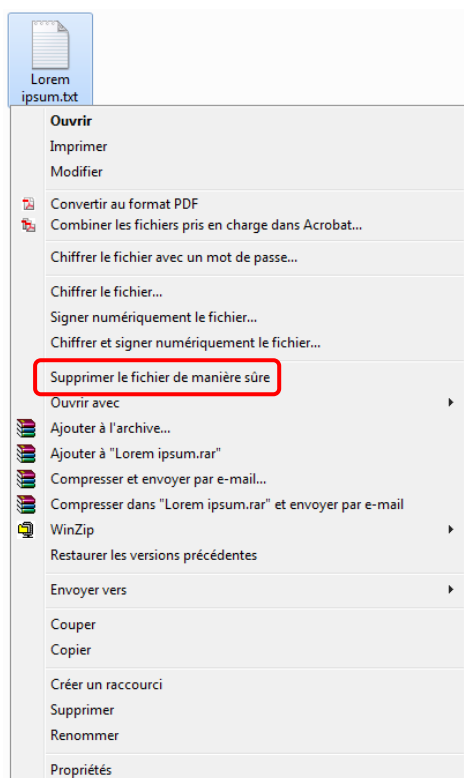 Lorem
ipsum.txt
Ouvrir
Imprimer
Modifier
Convertir au format PDF
Combiner les fichiers pris en charge dans Acrobat...
Chiffrer le fichier avec un mot de passe...
Chiffrer le fichier...
Signer numériquement le fichier...
Chiffrer et signer numériquement le fichier...
Supprimer le fichier de manière sûre
Ouvrir avec
Ajouter à l'archive...
Ajouter à "Lorem ipsum.rar"
Compresser et envoyer par e-mail...
Compresser dans "Lorem ipsum.rar" et envoyer par e-mail
WinZip
Restaurer les versions précédentes
Envoyer vers
Couper
Copier
Créer un raccourci
Supprimer
Renommer
Propriétés